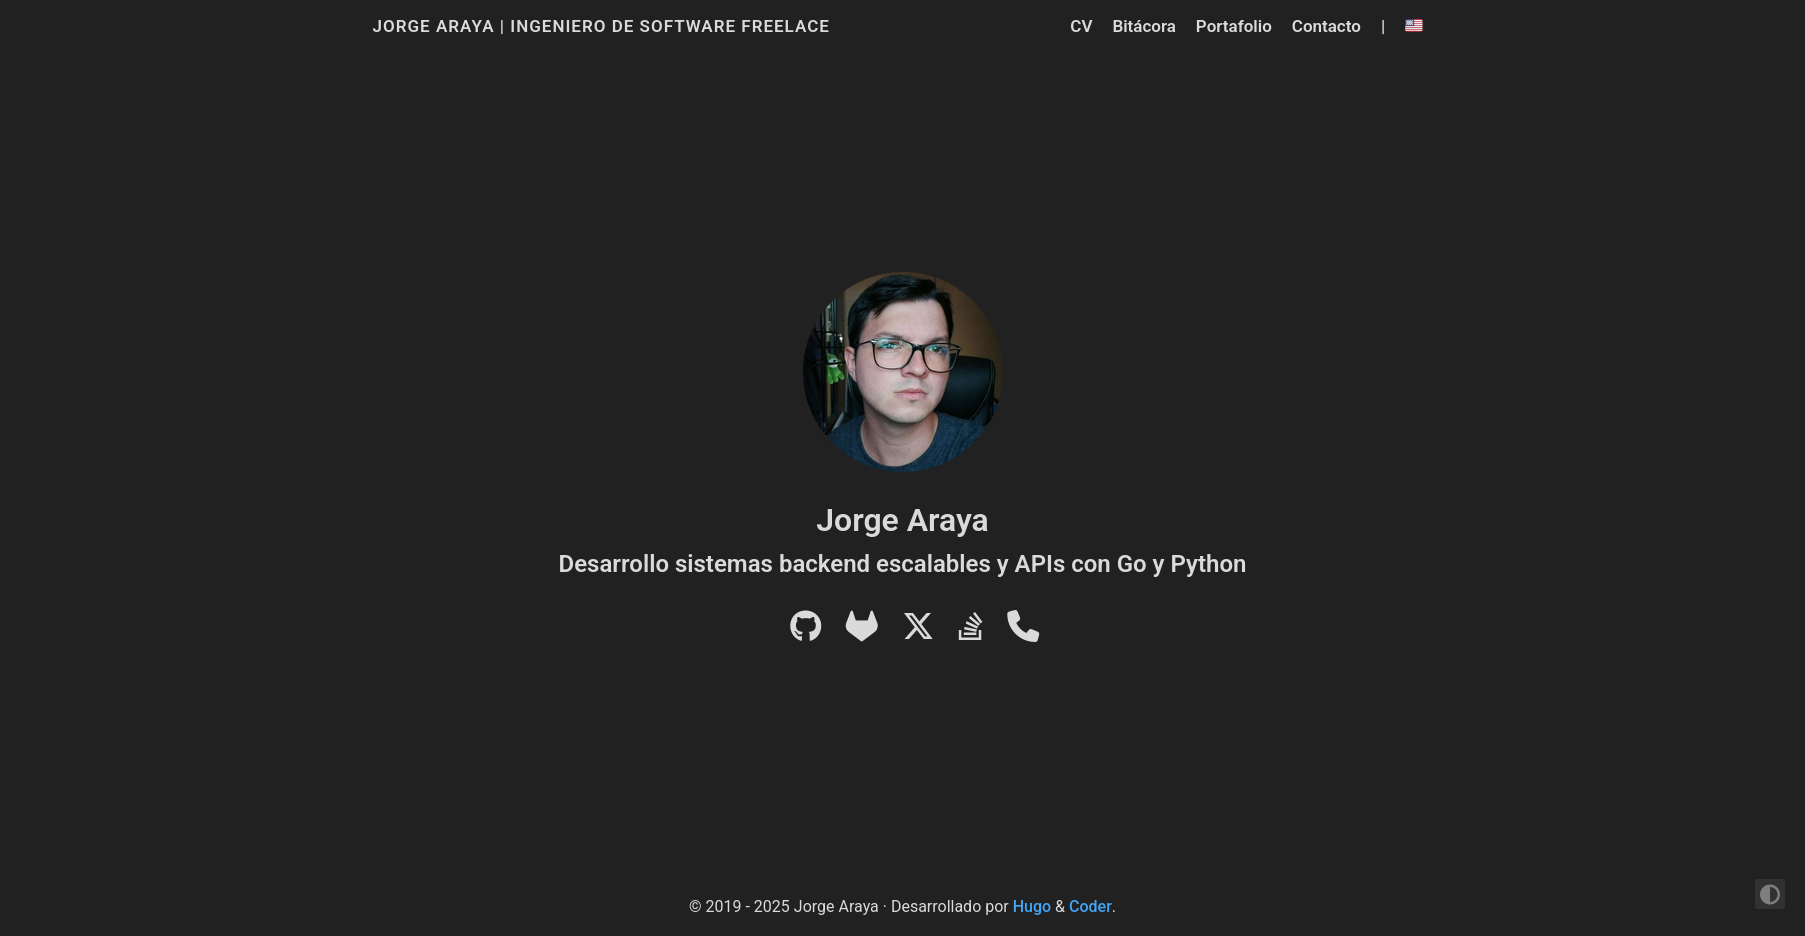 JORGE ARAYA | INGENIERO DE SOFTWARE FREELACE
CV Bitácora Portafolio Contacto |
Jorge Araya
Desarrollo sistemas backend escalables y APIs con Go y Python
© 2019 - 2025 Jorge Araya · Desarrollado por Hugo & Coder.